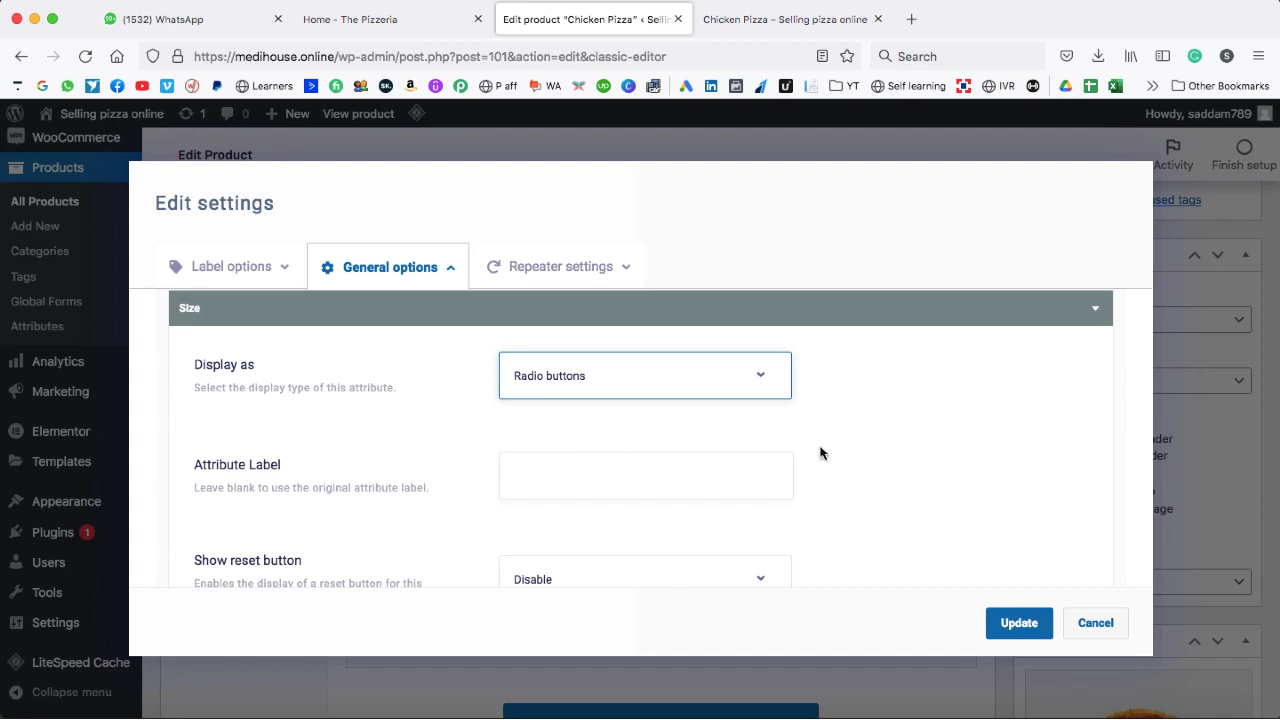 (1532) WhatsApp
Home - The Pizzeria
Edit product “Chicken Pizza” ‹ Sellin
Chicken Pizza – Selling pizza online
https://medihouse.online/wp-admin/post.php?post=101&action=edit&classic-editor
Search
Learners
P aff
WA
YT
Self learning
IVR
Other Bookmarks
Selling pizza online
1
0
New
View product
Howdy, saddam789
WooCommerce
Products
All Products
Add New
Categories
Tags
Global Forms
Attributes
Analytics
Marketing
Elementor
Templates
Appearance
Plugins 1
Users
Tools
Settings
LiteSpeed Cache
Collapse menu
Edit Product
Activity
Finish setup
used tags
Edit settings
Label options
General options
Repeater settings
Size
Display as
Select the display type of this attribute.
Radio buttons
Attribute Label
Leave blank to use the original attribute label.
Show reset button
Enables the display of a reset button for this
Disable
Update
Cancel